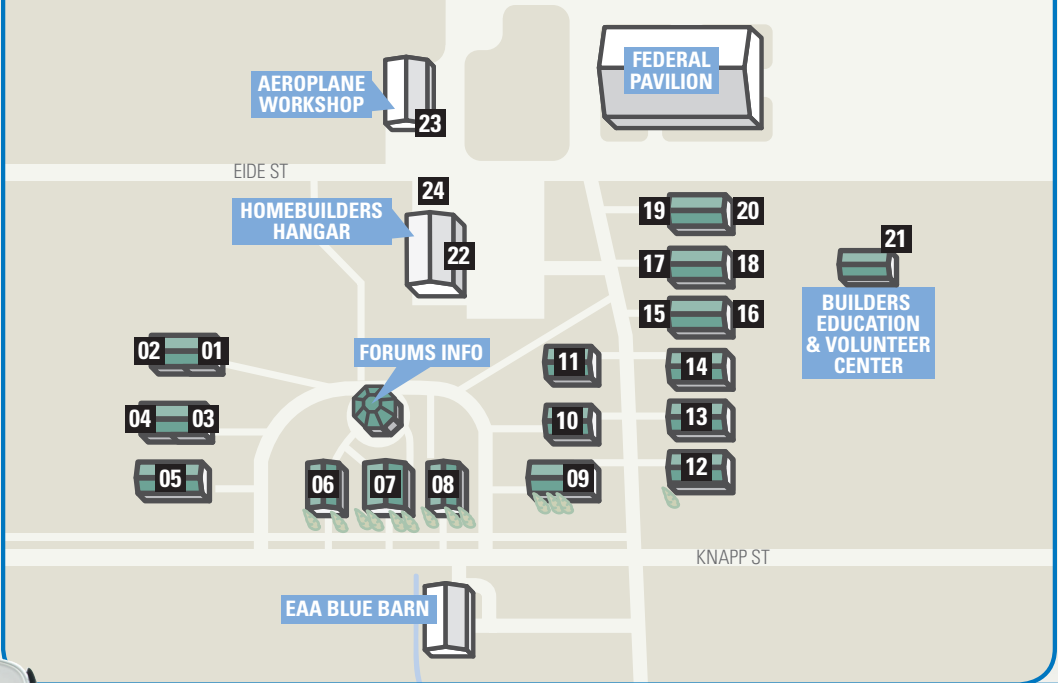 FEDERAL
PAVILION
AEROPLANE
WORKSHOP
23
EIDE ST
24
HOMEBUILDERS
HANGAR
22
19 20
21
17 18
15 16
BUILDERS
EDUCATION
& VOLUNTEER
CENTER
02 01
FORUMS INFO
11
14
04 03
10
13
05
06
07
08
09
12
KNAPP ST
EAA BLUE BARN